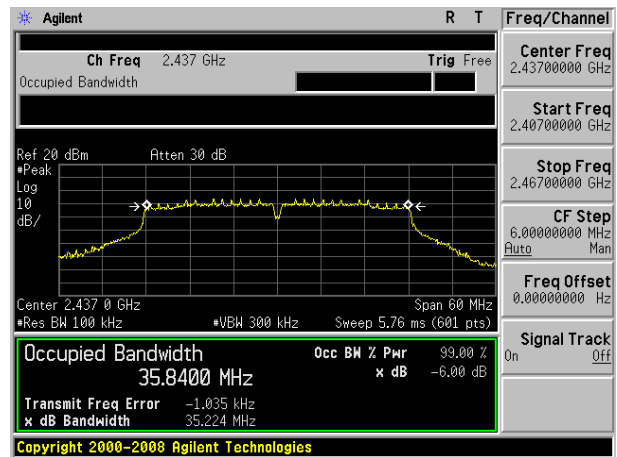 Agilent R T Freq/Channel
Ch Freq 2.437 GHz Trig Free
Occupied Bandwidth
Center Freq
2.43700000 GHz
Start Freq
2.40700000 GHz
Stop Freq
2.46700000 GHz
CF Step
6.00000000 MHz
Auto Man
Freq Offset
0.00000000 Hz
Signal Track
On Off
Ref 20 dBm Atten 30 dB
#Peak
Log
10
dB/
Center 2.437 0 GHz Span 60 MHz
#Res BW 100 kHz #VBW 300 kHz Sweep 5.76 ms (601 pts)
Occupied Bandwidth Occ BW % Pwr 99.00 %
35.8400 MHz x dB -6.00 dB
Transmit Freq Error -1.035 kHz
x dB Bandwidth 35.224 MHz
Copyright 2000-2008 Agilent Technologies